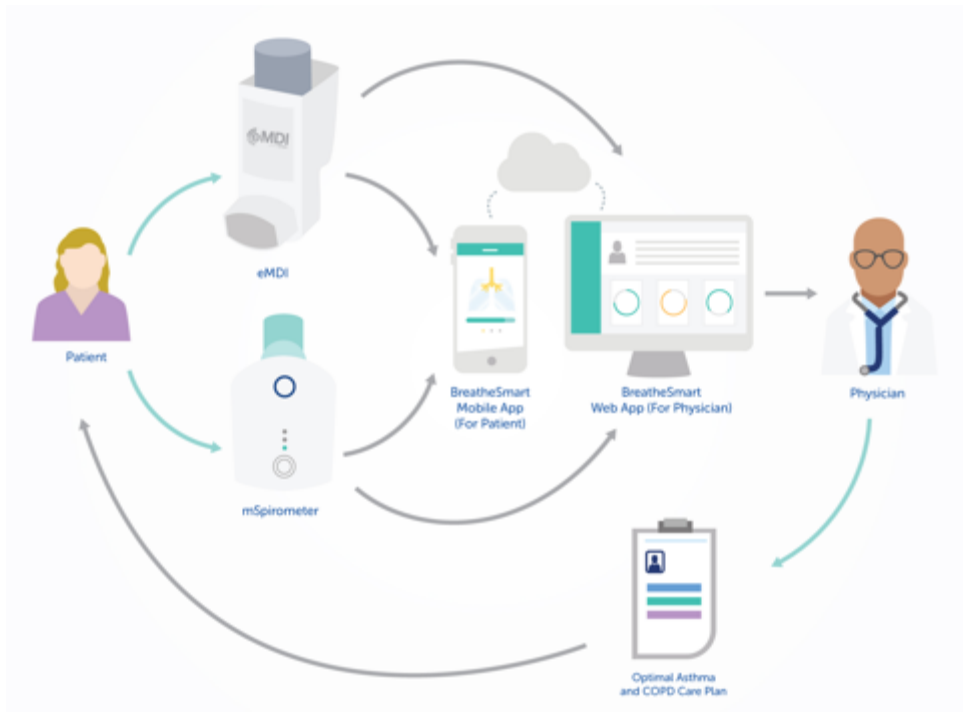 eMDI
eMDI
Patient
mSpirometer
BreatheSmart
Mobile App
(For Patient)
BreatheSmart
Web App (For Physician)
Physician
Optimal Asthma
and COPD Care Plan